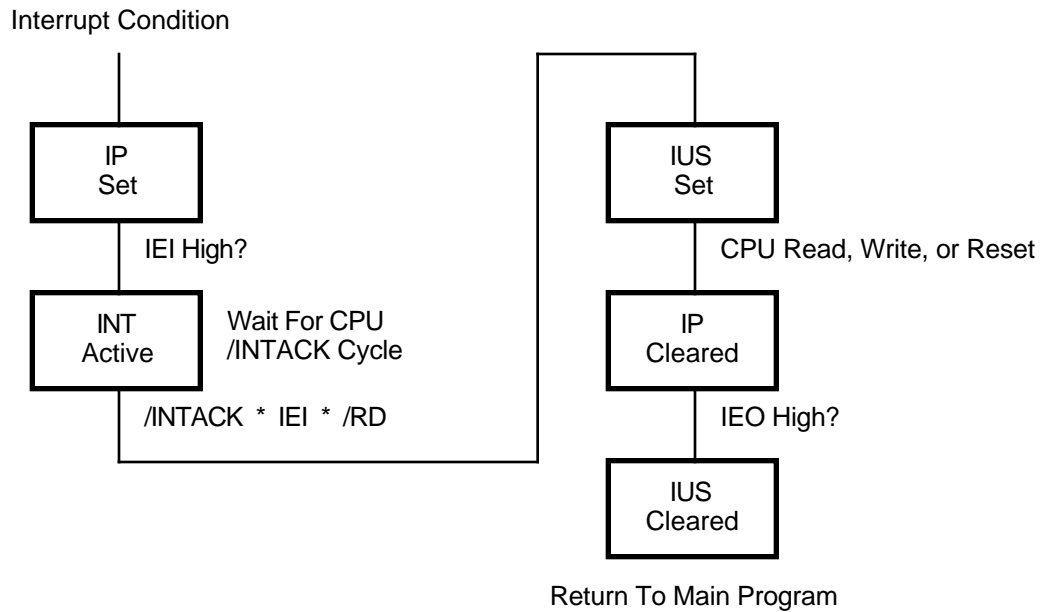 Interrupt Condition
IP
Set
IEI High?
INT
Active
Wait For CPU
/INTACK Cycle
/INTACK * IEI * /RD
IUS
Set
CPU Read, Write, or Reset
IP
Cleared
IEO High?
IUS
Cleared
Return To Main Program